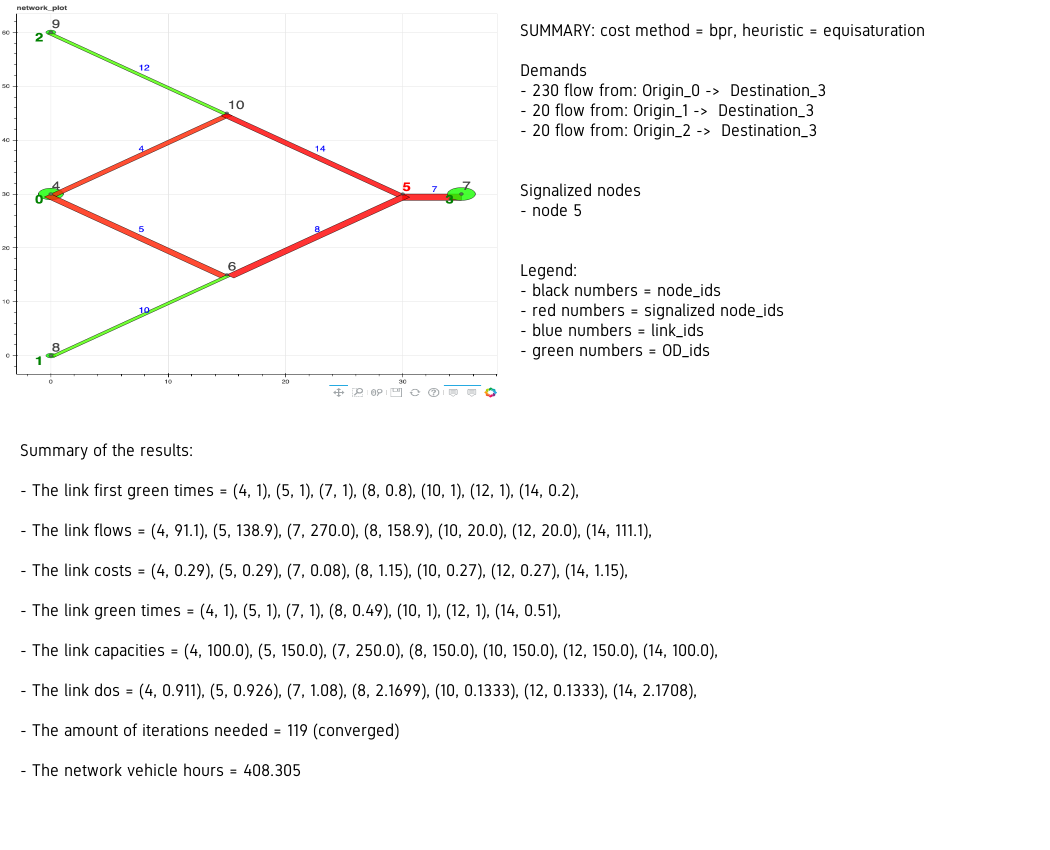 network_plot
60
50
40
30
20
10
0
0
10
20
30
9
2
12
10
4
14
4
0
5
7
7
3
5
8
6
10
8
1
SUMMARY: cost method = bpr, heuristic = equisaturation
Demands
- 230 flow from: Origin_0 -> Destination_3
- 20 flow from: Origin_1 -> Destination_3
- 20 flow from: Origin_2 -> Destination_3
Signalized nodes
- node 5
Legend:
- black numbers = node_ids
- red numbers = signalized node_ids
- blue numbers = link_ids
- green numbers = OD_ids
Summary of the results:
- The link first green times = (4, 1), (5, 1), (7, 1), (8, 0.8), (10, 1), (12, 1), (14, 0.2),
- The link flows = (4, 91.1), (5, 138.9), (7, 270.0), (8, 158.9), (10, 20.0), (12, 20.0), (14, 111.1),
- The link costs = (4, 0.29), (5, 0.29), (7, 0.08), (8, 1.15), (10, 0.27), (12, 0.27), (14, 1.15),
- The link green times = (4, 1), (5, 1), (7, 1), (8, 0.49), (10, 1), (12, 1), (14, 0.51),
- The link capacities = (4, 100.0), (5, 150.0), (7, 250.0), (8, 150.0), (10, 150.0), (12, 150.0), (14, 100.0),
- The link dos = (4, 0.911), (5, 0.926), (7, 1.08), (8, 2.1699), (10, 0.1333), (12, 0.1333), (14, 2.1708),
- The amount of iterations needed = 119 (converged)
- The network vehicle hours = 408.305